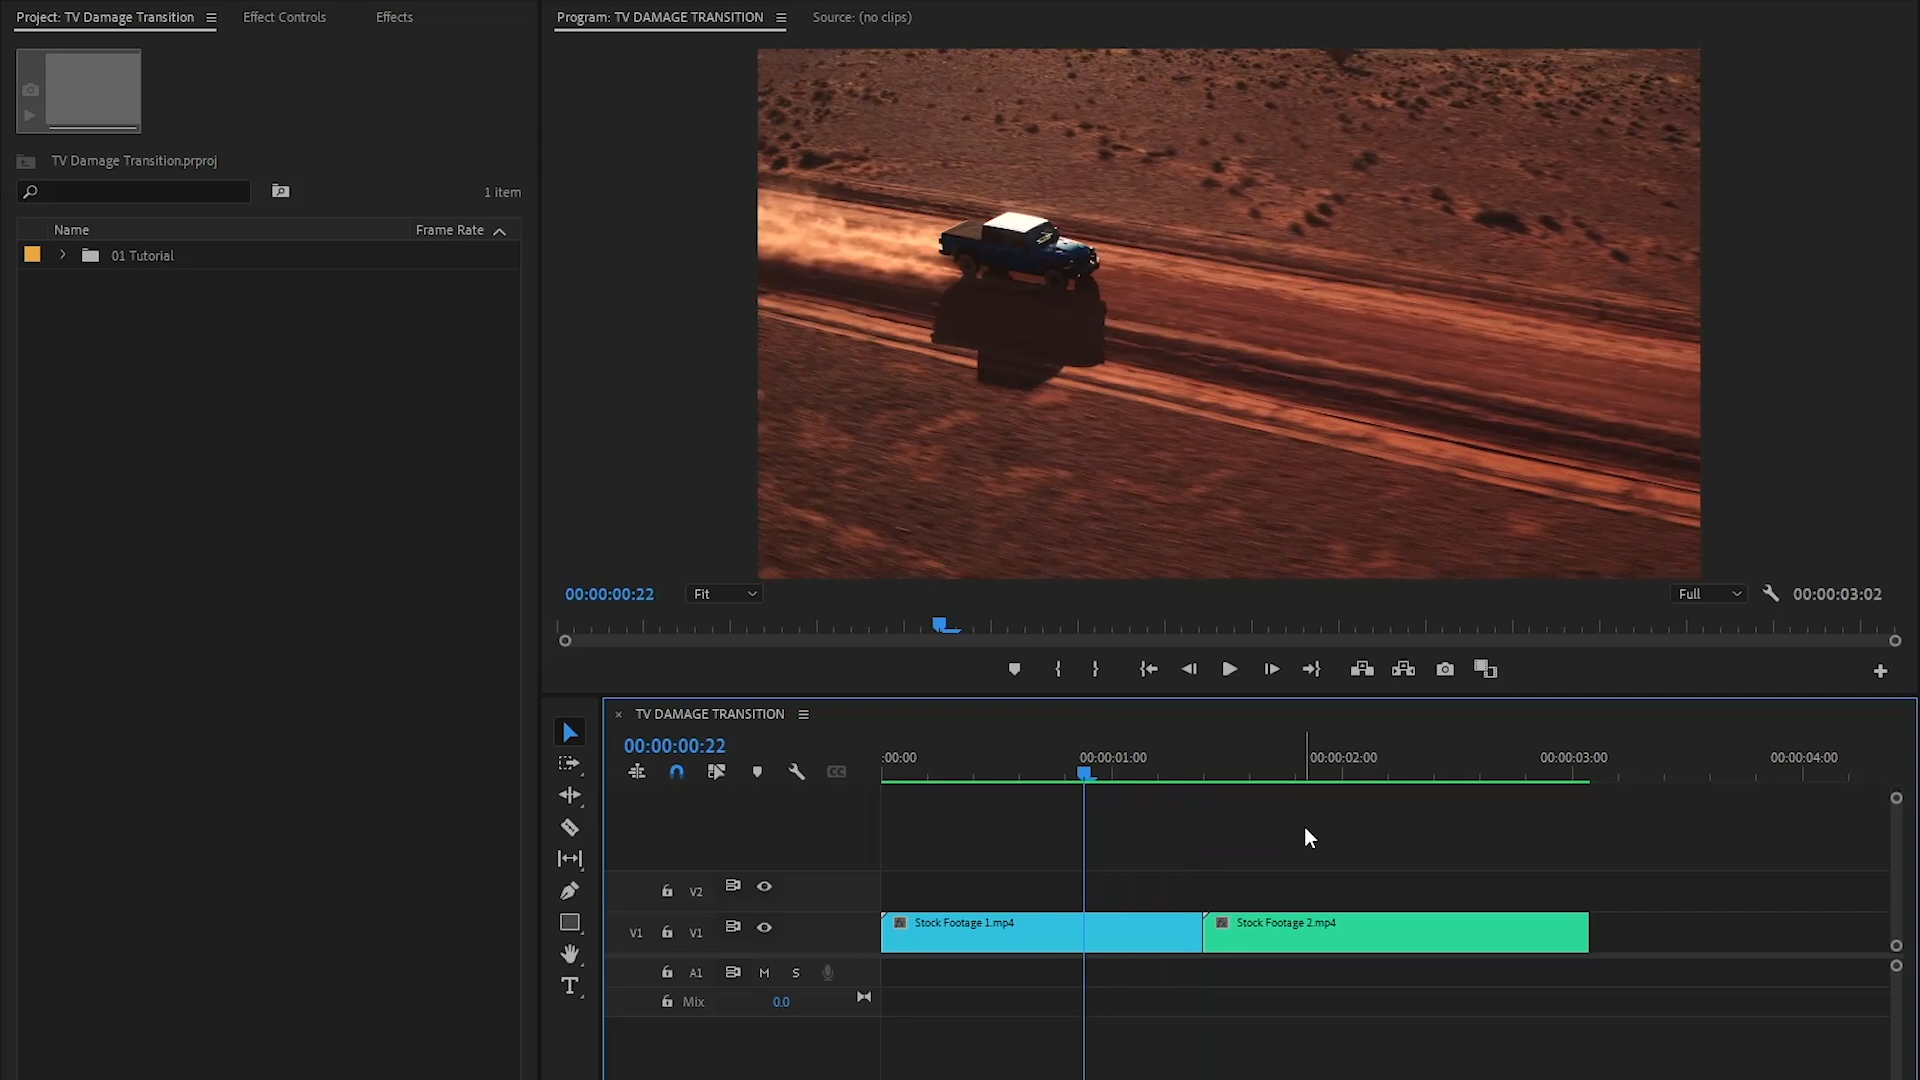 Project: TV Damage Transition
Effect Controls
Effects
TV Damage Transition.prproj
1 item
Name
Frame Rate
01 Tutorial
Program: TV DAMAGE TRANSITION
Source: (no clips)
00:00:00:22
Fit
Full
00:00:03:02
× TV DAMAGE TRANSITION
00:00:00:22
:00:00
00:00:01:00
00:00:02:00
00:00:03:00
00:00:04:00
CC
V2
V1
V1
Stock Footage 1.mp4
Stock Footage 2.mp4
A1
M
S
Mix
0.0
T